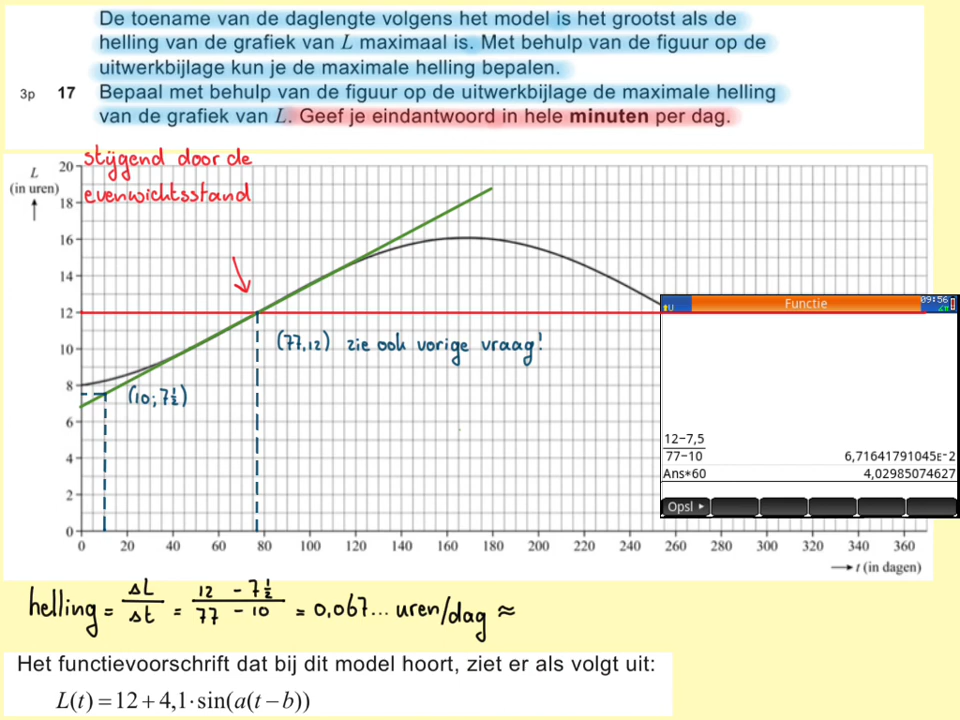 De toename van de daglengte volgens het model is het grootst als de
helling van de grafiek van L maximaal is. Met behulp van de figuur op de
uitwerkbijlage kun je de maximale helling bepalen.
3p 17 Bepaal met behulp van de figuur op de uitwerkbijlage de maximale helling
van de grafiek van L. Geef je eindantwoord in hele minuten per dag.
stijgend door de
evenwichtsstand
L
(in uren)
20
18
16
14
12
10
8
6
4
2
0
(77,12) zie ook vorige vraag!
(10; 7½)
0 20 40 60 80 100 120 140 160 180 200 220 240 260 280 300 320 340 360
t (in dagen)
Functie
09:56
12−7,5
77−10
6,71641791045E-2
Ans*60
4,02985074627
Opsl
helling = ΔL/Δt = (12 - 7½)/(77 - 10) = 0,067... uren/dag ≈
Het functievoorschrift dat bij dit model hoort, ziet er als volgt uit:
L(t) = 12 + 4,1 · sin(a(t − b))